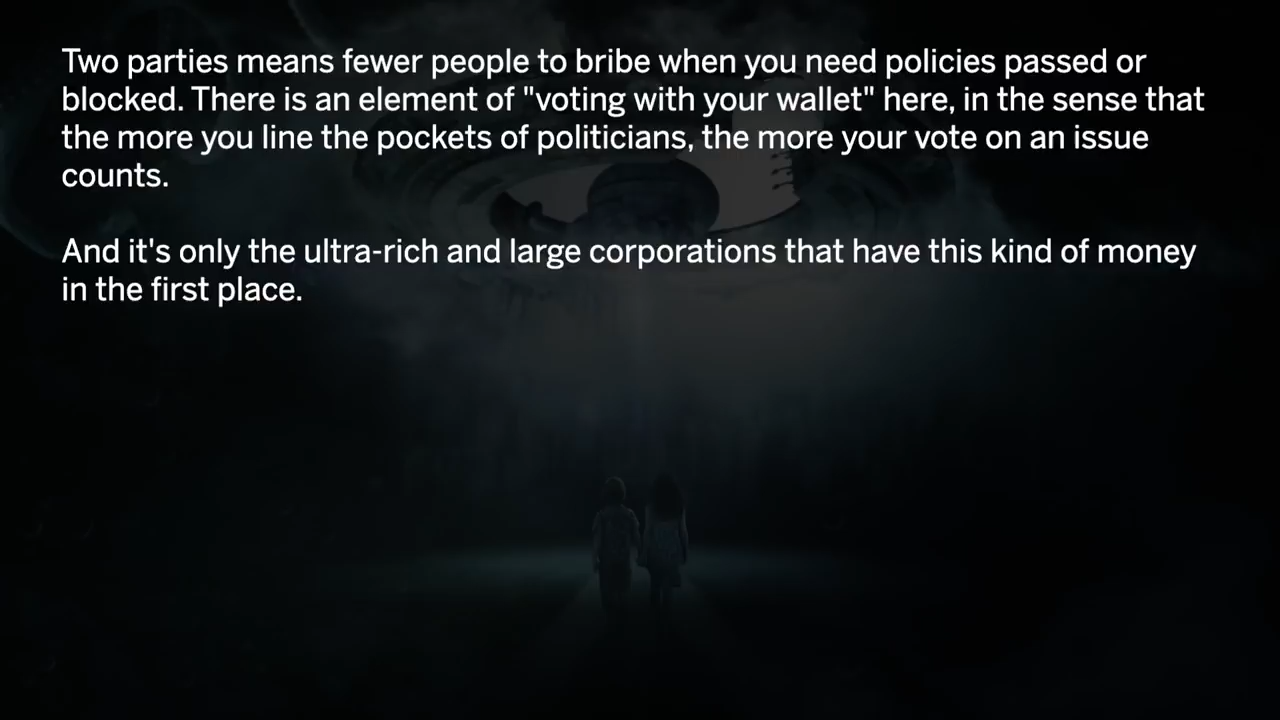 Two parties means fewer people to bribe when you need policies passed or
blocked. There is an element of "voting with your wallet" here, in the sense that
the more you line the pockets of politicians, the more your vote on an issue
counts.
And it's only the ultra-rich and large corporations that have this kind of money
in the first place.